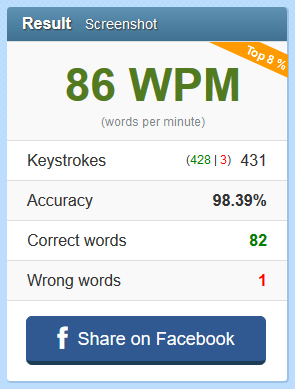 Result Screenshot
Top 8 %
86 WPM
(words per minute)
Keystrokes (428 | 3) 431
Accuracy 98.39%
Correct words 82
Wrong words 1
f Share on Facebook